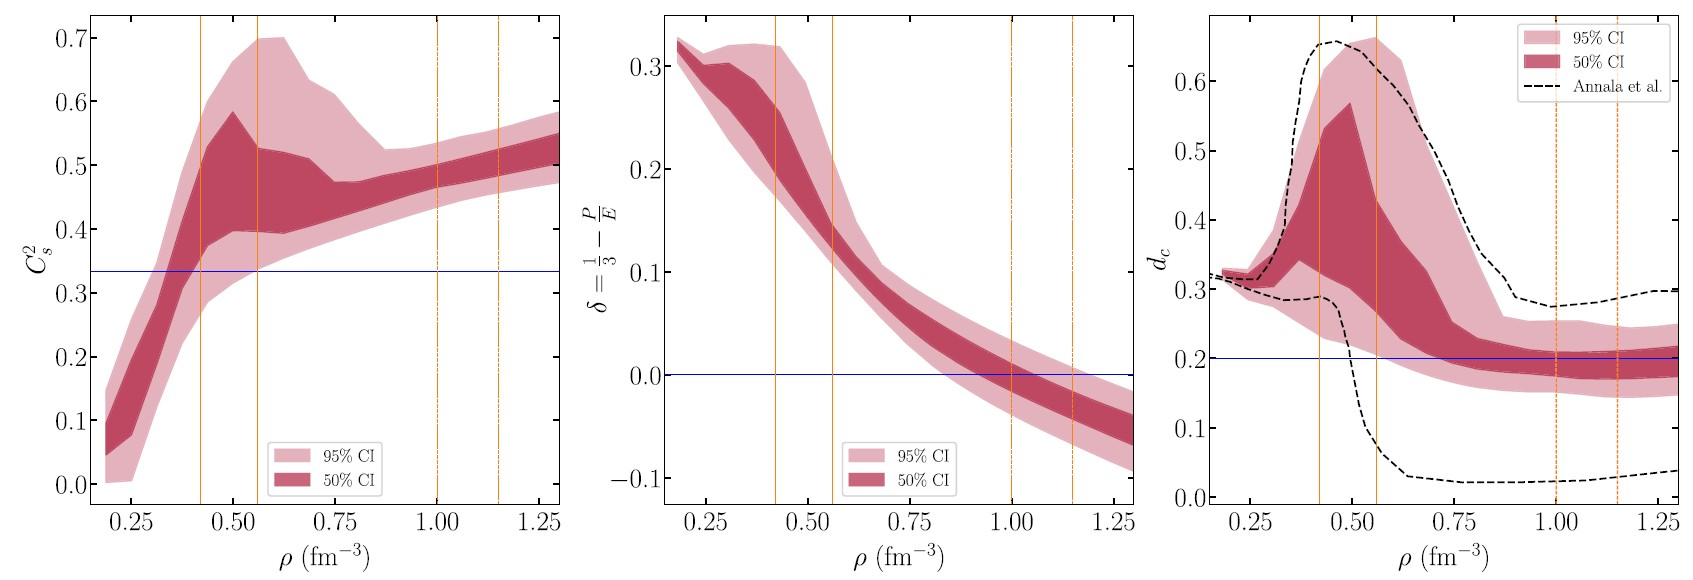 0.7
0.6
0.5
0.4
0.3
0.2
0.1
0.0
C_s^2
0.25 0.50 0.75 1.00 1.25
ρ (fm⁻³)
95% CI
50% CI
0.3
0.2
0.1
0.0
−0.1
δ = 1/3 − P/E
0.25 0.50 0.75 1.00 1.25
ρ (fm⁻³)
95% CI
50% CI
0.6
0.5
0.4
0.3
0.2
0.1
0.0
d_c
0.25 0.50 0.75 1.00 1.25
ρ (fm⁻³)
95% CI
50% CI
Annala et al.